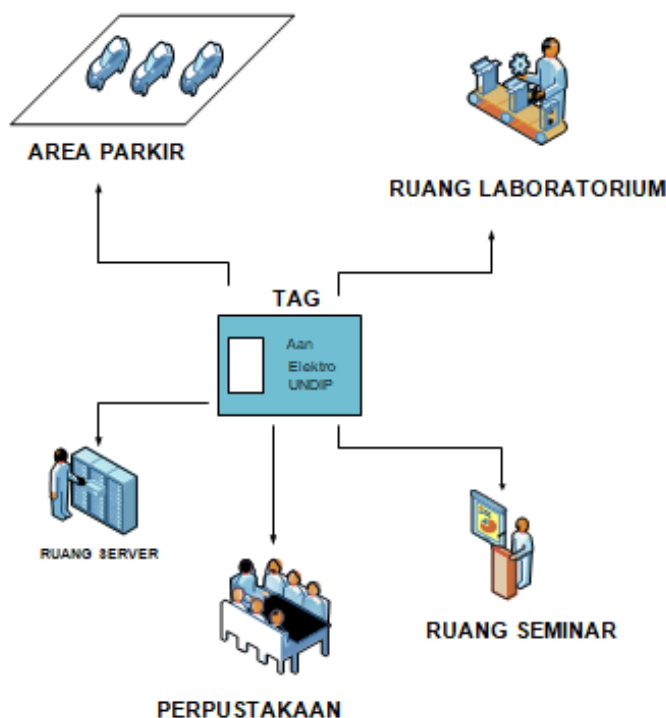 AREA PARKIR
RUANG LABORATORIUM
TAG
Aan
Elektro
UNDIP
RUANG SERVER
RUANG SEMINAR
PERPUSTAKAAN